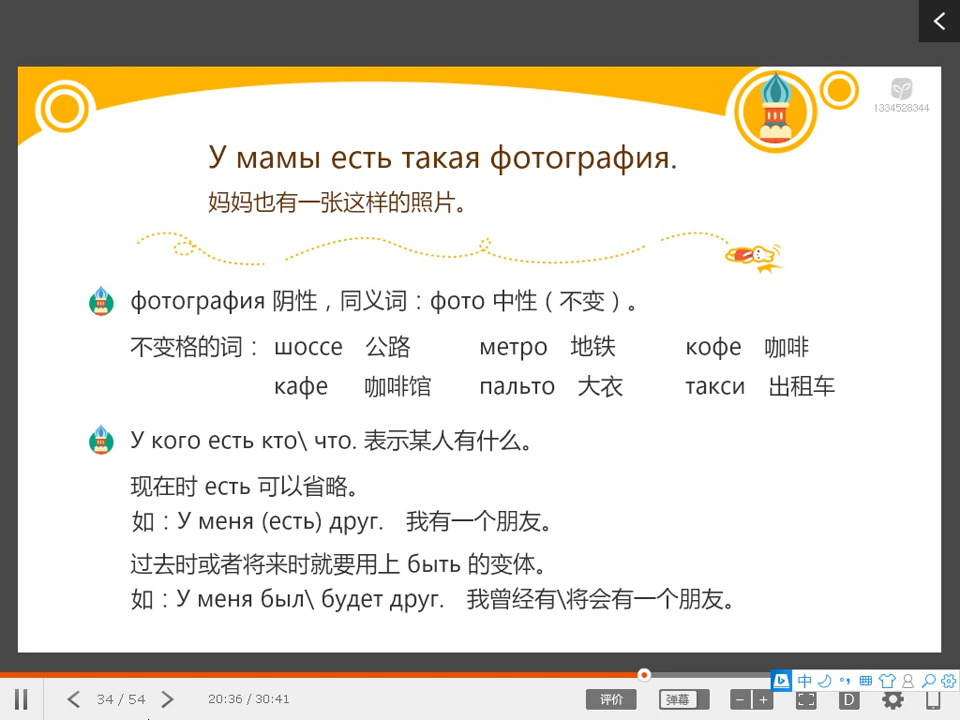 1334528344
У мамы есть такая фотография.
妈妈也有一张这样的照片。
фотография 阴性，同义词：фото 中性（不变）。
不变格的词： шоссе 公路 метро 地铁 кофе 咖啡
кафе 咖啡馆 пальто 大衣 такси 出租车
У кого есть кто\ что. 表示某人有什么。
现在时 есть 可以省略。
如：У меня (есть) друг. 我有一个朋友。
过去时或者将来时就要用上 быть 的变体。
如：У меня был\ будет друг. 我曾经有\将会有一个朋友。
34 / 54 20:36 / 30:41 评价 弹幕 D
中